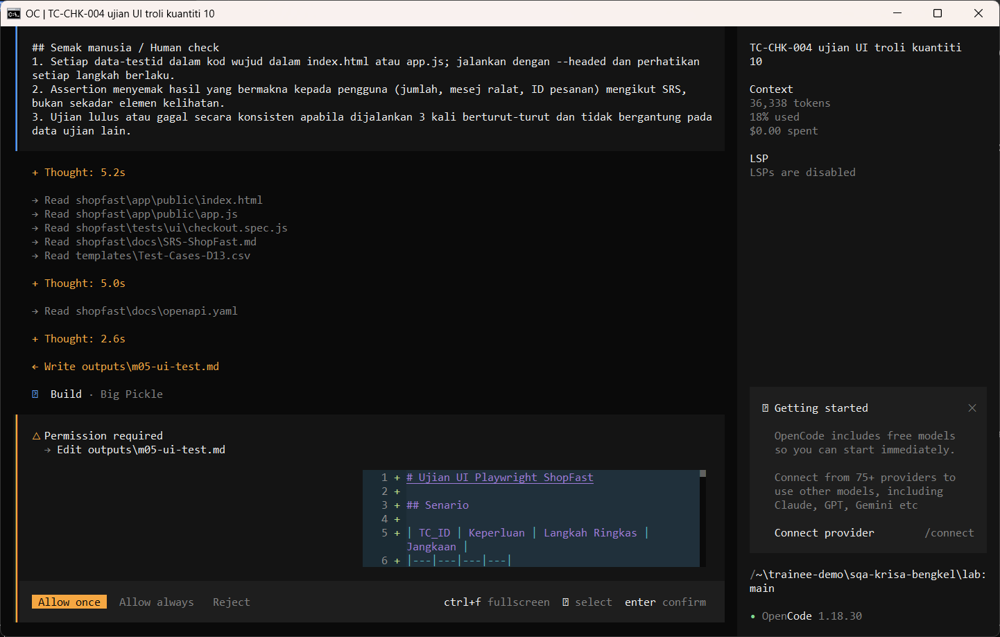 OC | TC-CHK-004 ujian UI troli kuantiti 10
## Semak manusia / Human check
1. Setiap data-testid dalam kod wujud dalam index.html atau app.js; jalankan dengan --headed dan perhatikan
setiap langkah berlaku.
2. Assertion menyemak hasil yang bermakna kepada pengguna (jumlah, mesej ralat, ID pesanan) mengikut SRS,
bukan sekadar elemen kelihatan.
3. Ujian lulus atau gagal secara konsisten apabila dijalankan 3 kali berturut-turut dan tidak bergantung pada
data ujian lain.
+ Thought: 5.2s
→ Read shopfast\app\public\index.html
→ Read shopfast\app\public\app.js
→ Read shopfast\tests\ui\checkout.spec.js
→ Read shopfast\docs\SRS-ShopFast.md
→ Read templates\Test-Cases-D13.csv
+ Thought: 5.0s
→ Read shopfast\docs\openapi.yaml
+ Thought: 2.6s
← Write outputs\m05-ui-test.md
Build · Big Pickle
△ Permission required
→ Edit outputs\m05-ui-test.md
1 + # Ujian UI Playwright ShopFast
2 +
3 + ## Senario
4 +
5 + | TC_ID | Keperluan | Langkah Ringkas |
Jangkaan |
6 + |---|---|---|---|
Allow once Allow always Reject
ctrl+f fullscreen select enter confirm
TC-CHK-004 ujian UI troli kuantiti
10
Context
36,338 tokens
18% used
$0.00 spent
LSP
LSPs are disabled
Getting started
OpenCode includes free models
so you can start immediately.
Connect from 75+ providers to
use other models, including
Claude, GPT, Gemini etc
Connect provider /connect
/~\trainee-demo\sqa-krisa-bengkel\lab:
main
• OpenCode 1.18.30